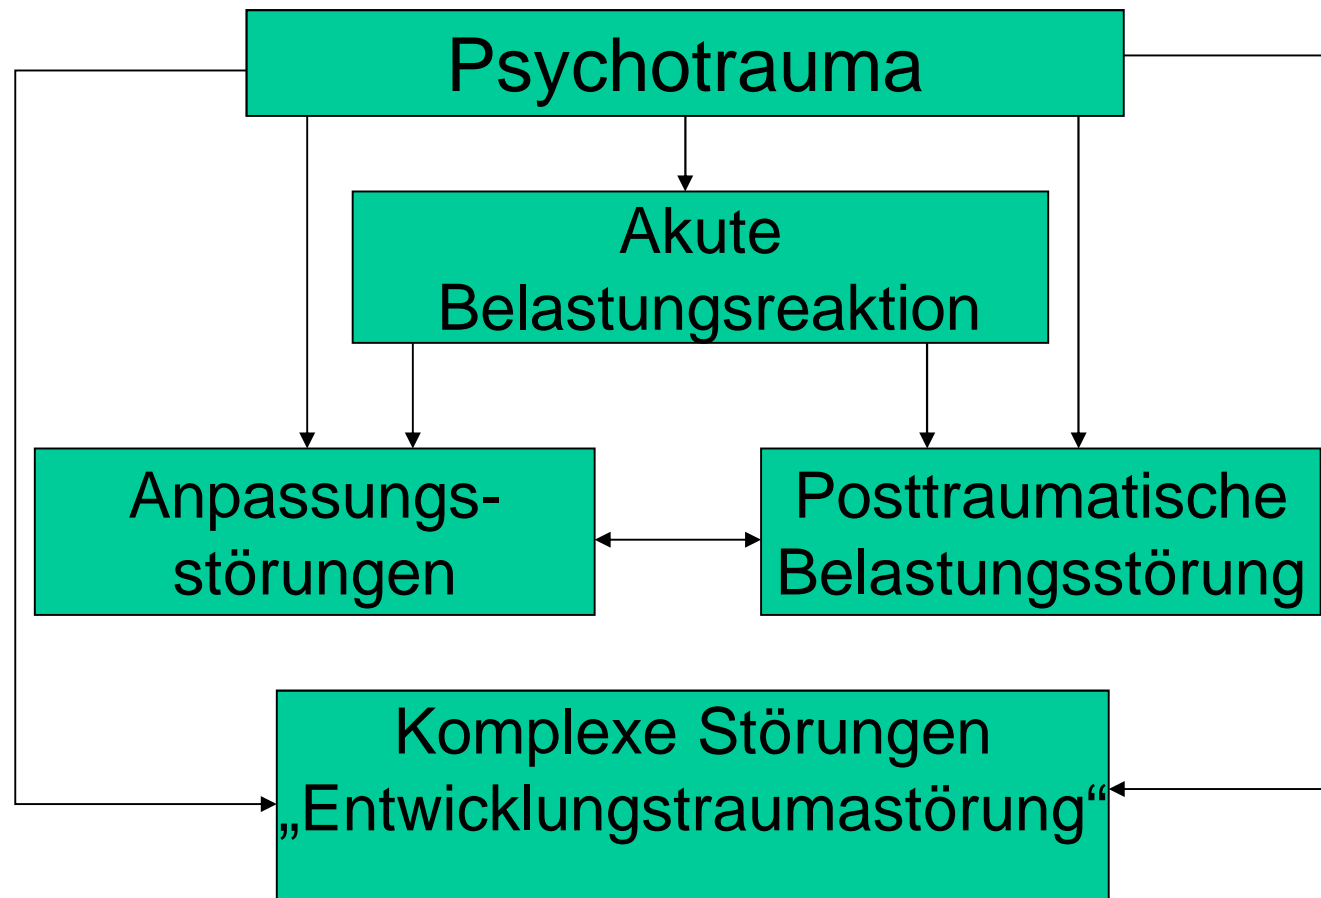 Psychotrauma
Akute
Belastungsreaktion
Anpassungs-
störungen
Posttraumatische
Belastungsstörung
Komplexe Störungen
„Entwicklungstraumastörung“